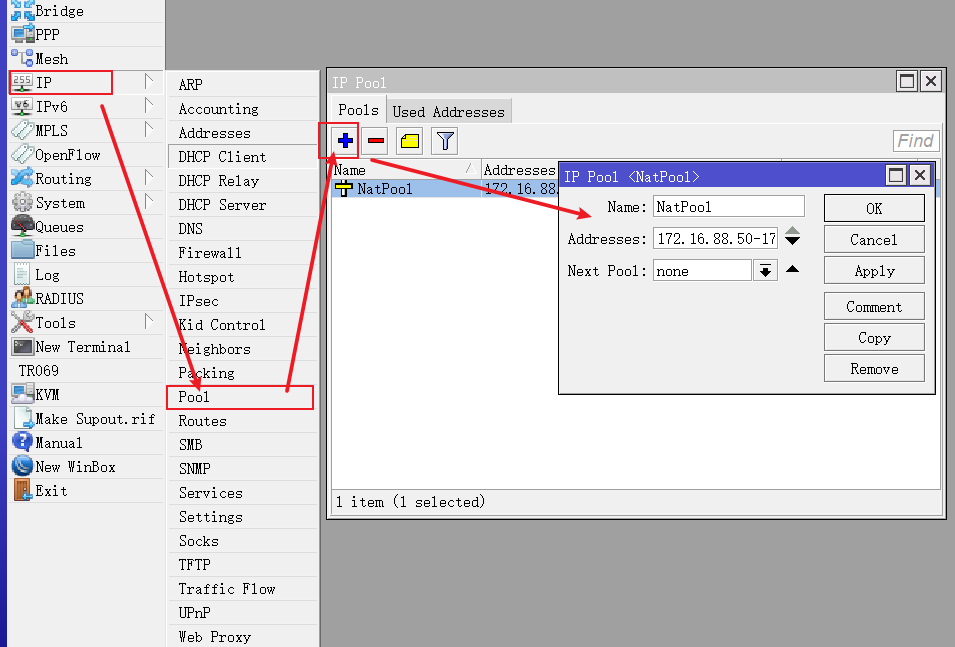 Bridge
PPP
Mesh
IP
IPv6
MPLS
OpenFlow
Routing
System
Queues
Files
Log
RADIUS
Tools
New Terminal
TR069
KVM
Make Supout.rif
Manual
New WinBox
Exit
ARP
Accounting
Addresses
DHCP Client
DHCP Relay
DHCP Server
DNS
Firewall
Hotspot
IPsec
Kid Control
Neighbors
Packing
Pool
Routes
SMB
SNMP
Services
Settings
Socks
TFTP
Traffic Flow
UPnP
Web Proxy
IP Pool
Pools Used Addresses
Find
Name Addresses
NatPool 172.16.88.
1 item (1 selected)
IP Pool <NatPool>
Name: NatPool
Addresses: 172.16.88.50-17
Next Pool: none
OK
Cancel
Apply
Comment
Copy
Remove